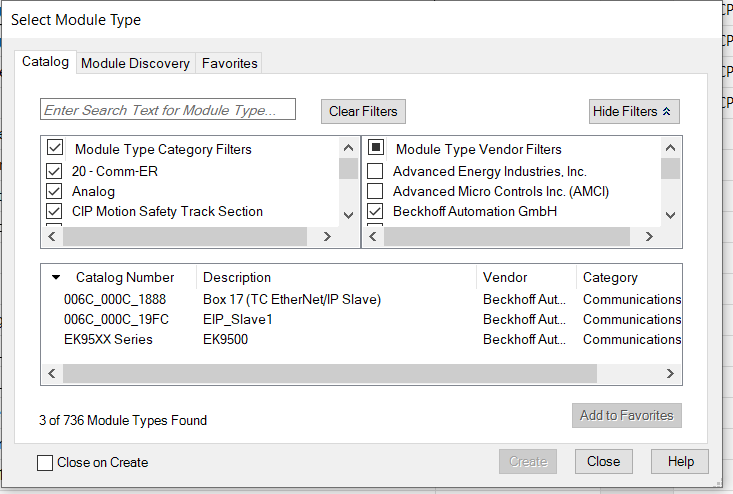 Select Module Type
Catalog Module Discovery Favorites
Enter Search Text for Module Type... Clear Filters Hide Filters
Module Type Category Filters
20 - Comm-ER
Analog
CIP Motion Safety Track Section
Module Type Vendor Filters
Advanced Energy Industries, Inc.
Advanced Micro Controls Inc. (AMCI)
Beckhoff Automation GmbH
Catalog Number Description Vendor Category
006C_000C_1888 Box 17 (TC EtherNet/IP Slave) Beckhoff Aut... Communications
006C_000C_19FC EIP_Slave1 Beckhoff Aut... Communications
EK95XX Series EK9500 Beckhoff Aut... Communications
3 of 736 Module Types Found
Add to Favorites
Close on Create Create Close Help